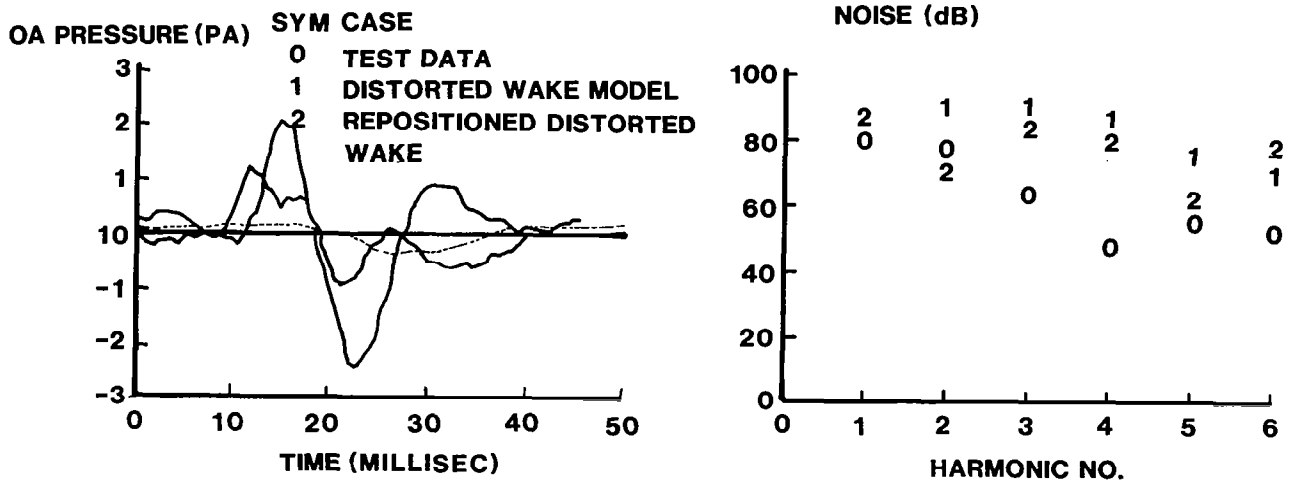 OA PRESSURE (PA)
SYM CASE
0 TEST DATA
1 DISTORTED WAKE MODEL
2 REPOSITIONED DISTORTED
WAKE
3
2
1
10
-1
-2
-3
0 10 20 30 40 50
TIME (MILLISEC)
NOISE (dB)
100
80
60
40
20
0
2 1 1 1 1 2
0 0 2 2 2 1
2 0 0 0 0
0 1 2 3 4 5 6
HARMONIC NO.